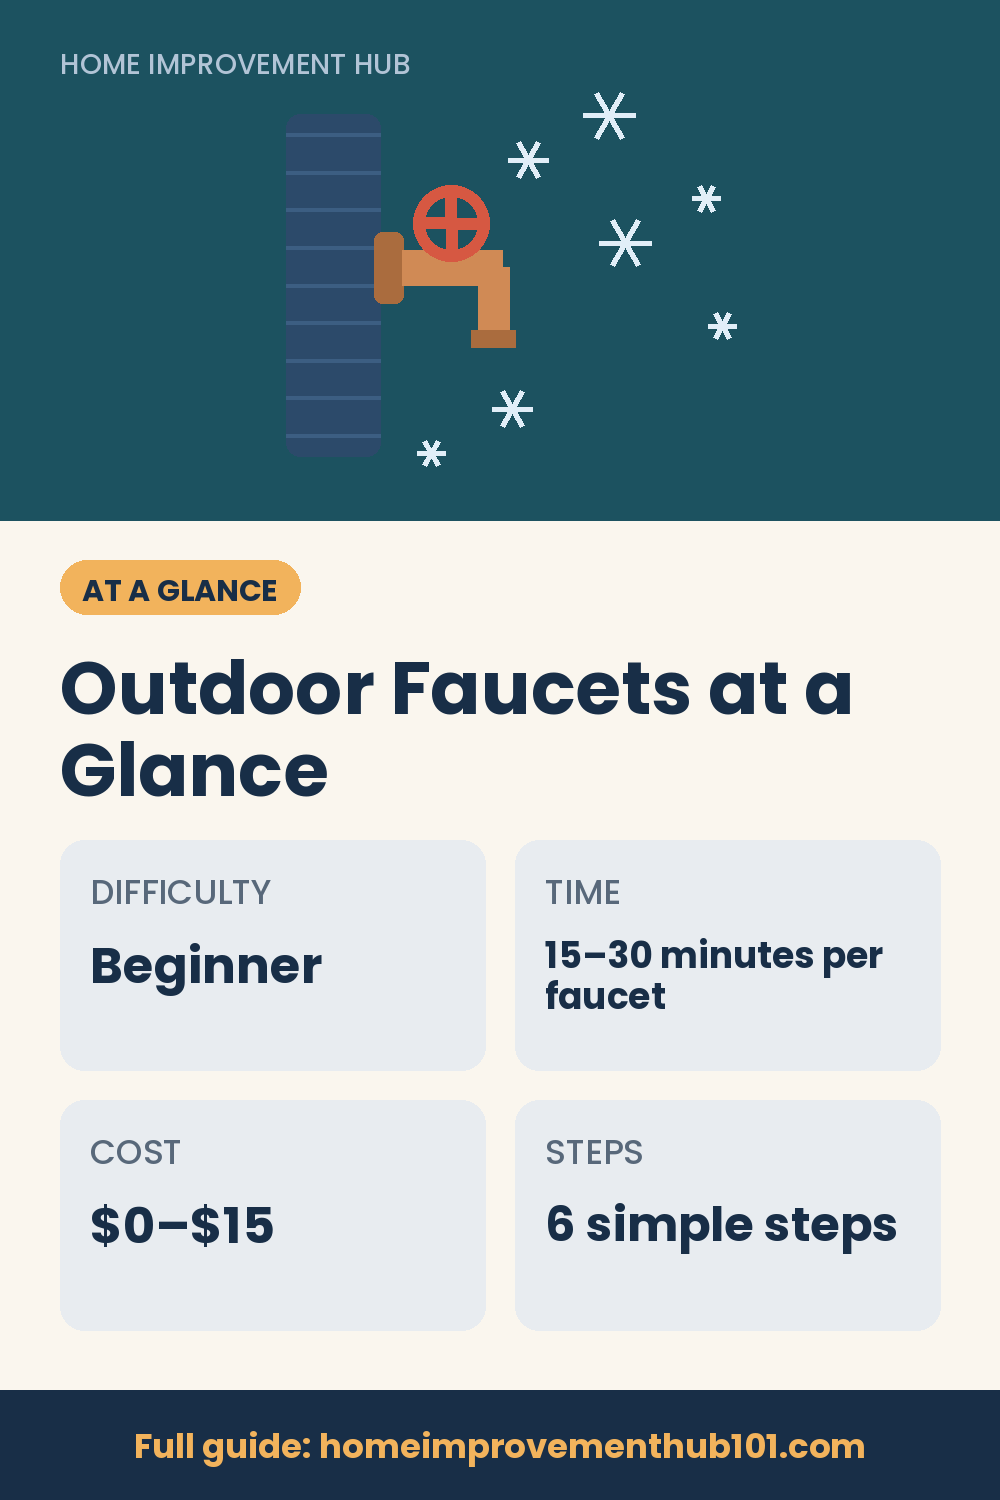 HOME IMPROVEMENT HUB
AT A GLANCE
Outdoor Faucets at a
Glance
DIFFICULTY
Beginner
TIME
15–30 minutes per
faucet
COST
$0–$15
STEPS
6 simple steps
Full guide: homeimprovementhub101.com